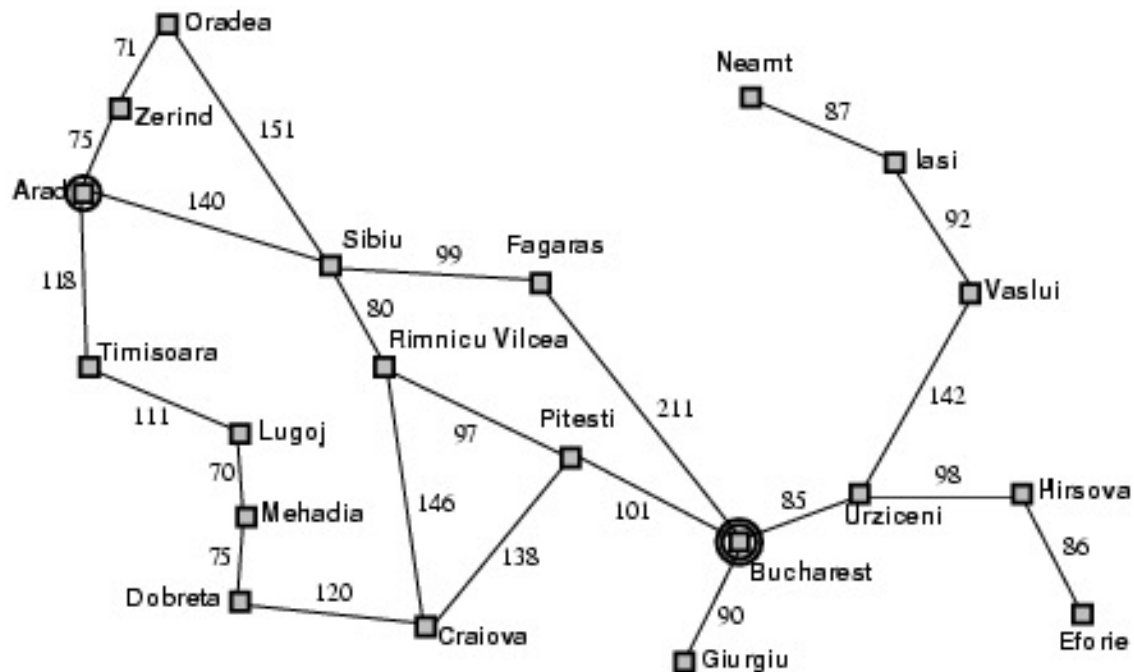 Oradea
71
Neamt
Zerind
87
75
151
Iasi
Arad
140
92
Sibiu
Fagaras
99
118
Vaslui
80
Rimnicu Vilcea
Timisoara
142
111
Pitesti
211
Lugoj
97
70
98
Hirsova
146
85
Urziceni
Mehadia
101
86
75
138
Bucharest
Dobreta
120
90
Craiova
Eforie
Giurgiu